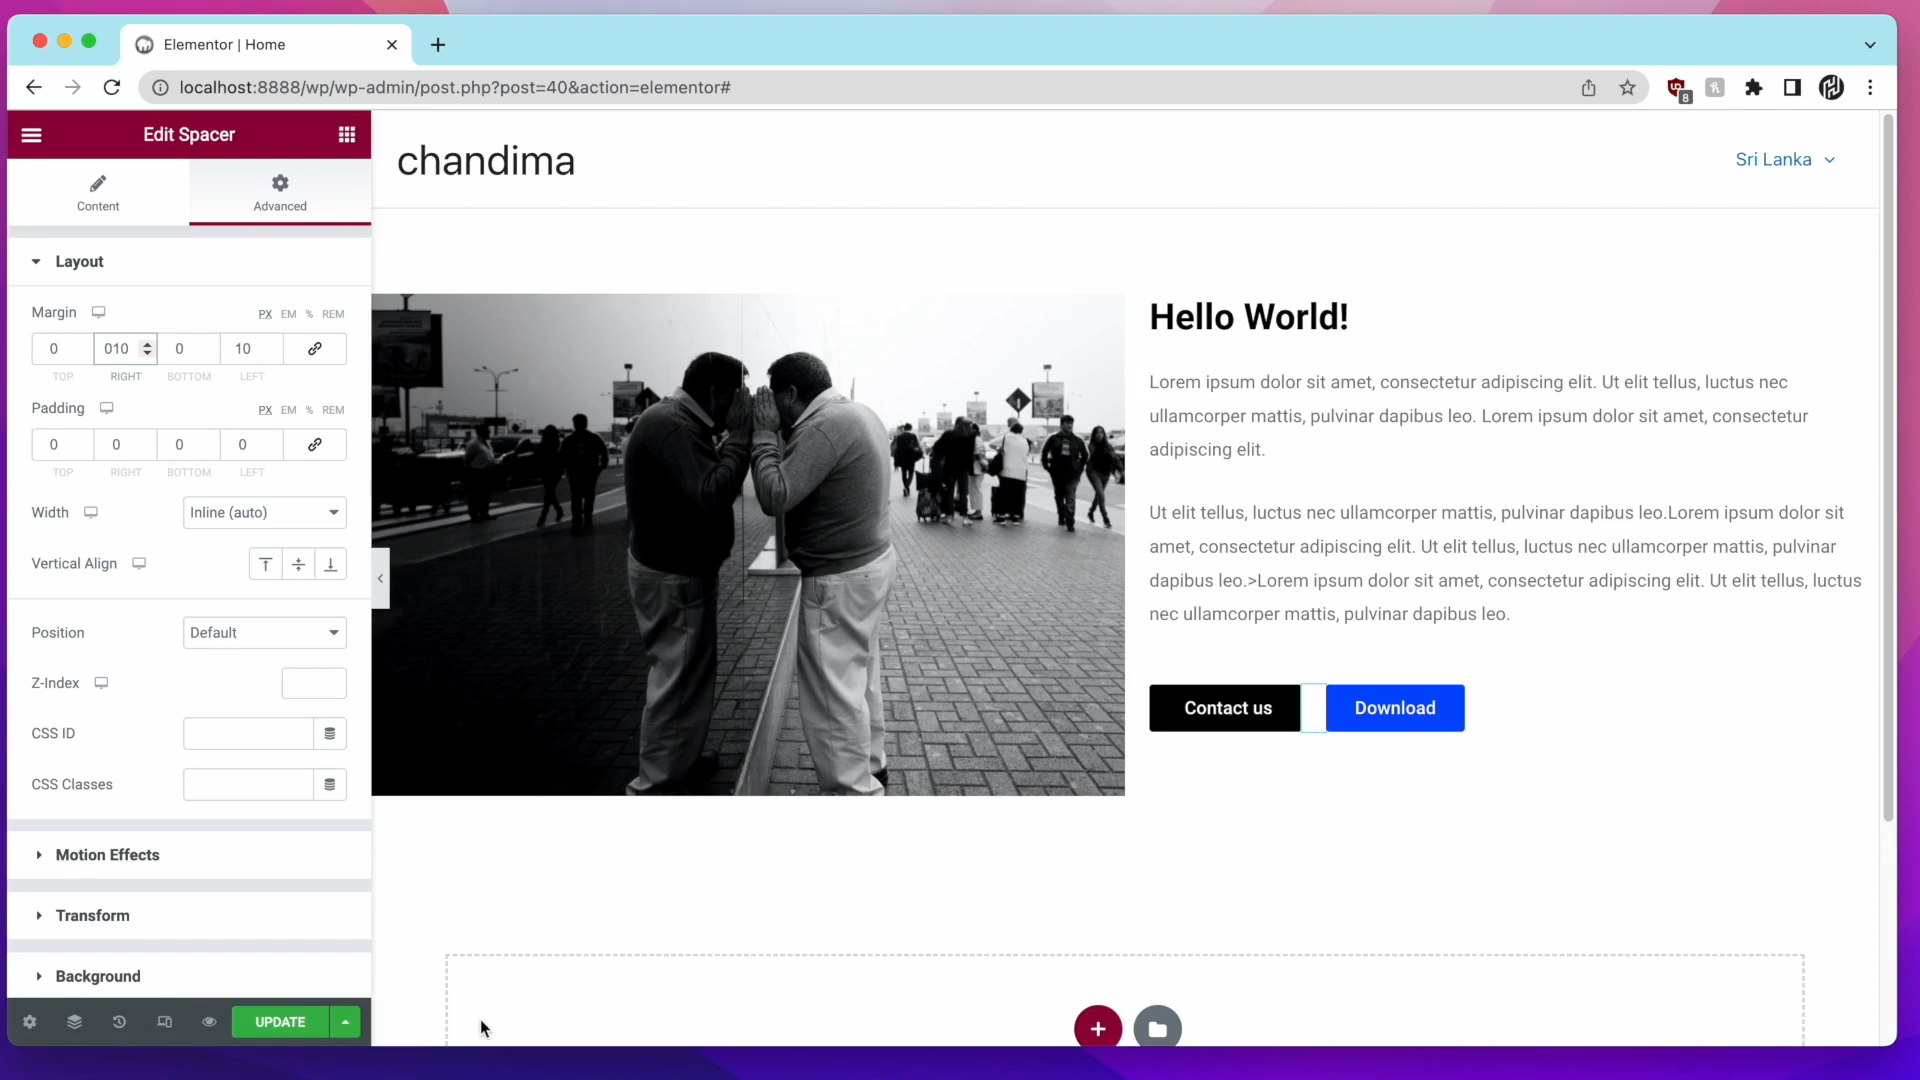 Elementor | Home
localhost:8888/wp/wp-admin/post.php?post=40&action=elementor#
8
Edit Spacer
chandima
Sri Lanka
Content
Advanced
Layout
Margin
PX EM % REM
0 010 0 10
TOP RIGHT BOTTOM LEFT
Padding
PX EM % REM
0 0 0 0
TOP RIGHT BOTTOM LEFT
Width
Inline (auto)
Vertical Align
Position
Default
Z-Index
CSS ID
CSS Classes
Motion Effects
Transform
Background
UPDATE
Hello World!
Lorem ipsum dolor sit amet, consectetur adipiscing elit. Ut elit tellus, luctus nec
ullamcorper mattis, pulvinar dapibus leo. Lorem ipsum dolor sit amet, consectetur
adipiscing elit.
Ut elit tellus, luctus nec ullamcorper mattis, pulvinar dapibus leo.Lorem ipsum dolor sit
amet, consectetur adipiscing elit. Ut elit tellus, luctus nec ullamcorper mattis, pulvinar
dapibus leo.>Lorem ipsum dolor sit amet, consectetur adipiscing elit. Ut elit tellus, luctus
nec ullamcorper mattis, pulvinar dapibus leo.
Contact us
Download